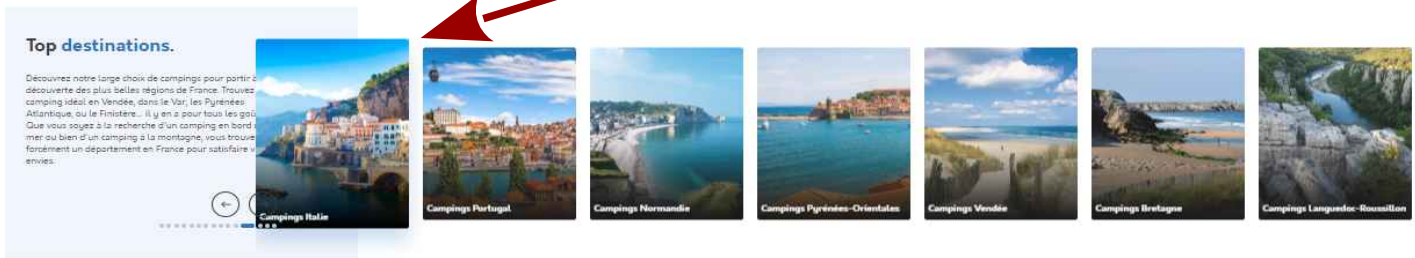 Top destinations.
Découvrez notre large choix de campings pour partir à
découverte des plus belles régions de France. Trouvez
camping idéal en Vendée, dans le Var, les Pyrénées
Atlantique, ou le Finistère... il y en a pour tous les
Que vous soyez à la recherche d'un camping en bord
mer ou bien d'un camping à la montagne, vous
forcément un département en France pour satisfaire
envies.
Campings Italie
Campings Portugal
Campings Normandie
Campings Pyrénées-Orientales
Campings Vendée
Campings Bretagne
Campings Languedoc-Roussillon